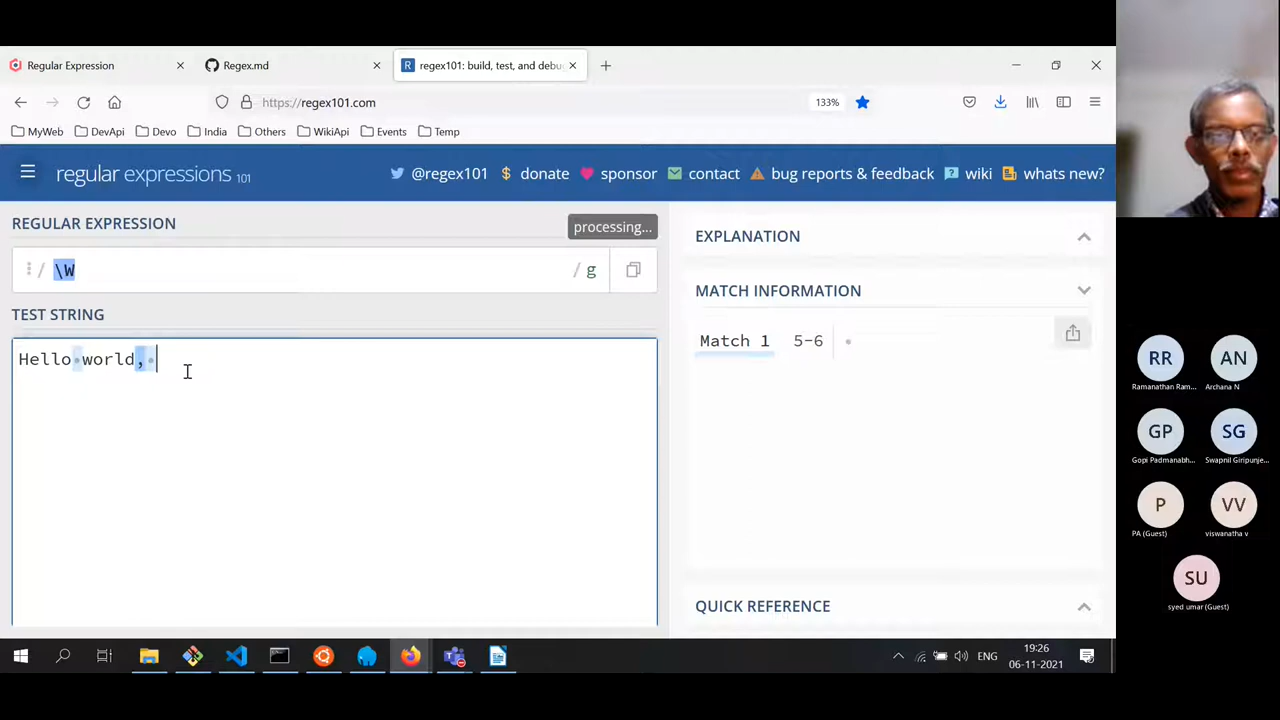 Regular Expression
Regex.md
R regex101: build, test, and debu
https://regex101.com
133%
MyWeb DevApi Devo India Others WikiApi Events Temp
regular expressions 101
@regex101 $ donate sponsor contact bug reports & feedback wiki whats new?
REGULAR EXPRESSION
processing...
/ \W / g
TEST STRING
Hello·world,·
EXPLANATION
MATCH INFORMATION
Match 1 5-6 ·
QUICK REFERENCE
RR
Ramanathan Ram...
AN
Archana N
GP
Gopi Padmanabh...
SG
Swapnil Giripunje...
P
PA (Guest)
VV
viswanatha v
SU
syed umar (Guest)
ENG
19:26
06-11-2021